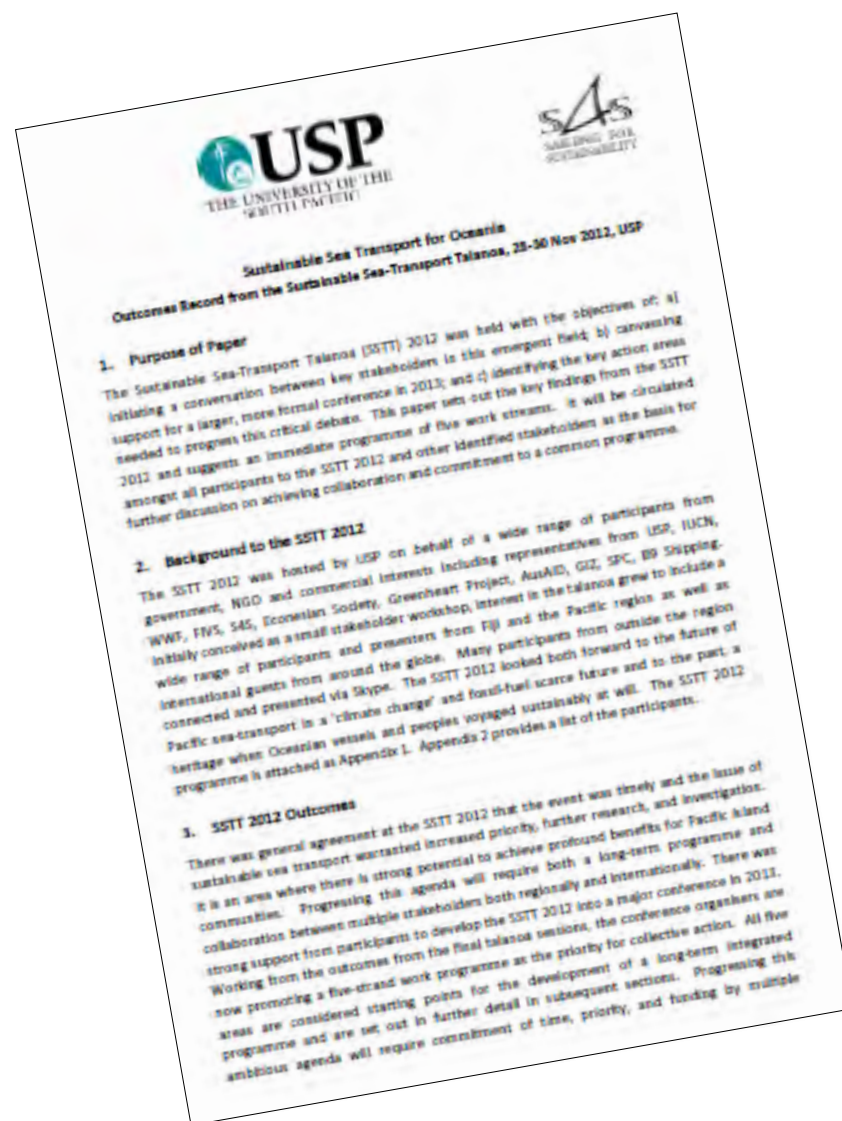 USP
THE UNIVERSITY OF THE
SOUTH PACIFIC
S4S
SAILING FOR
SUSTAINABILITY
Sustainable Sea Transport for Oceania
Outcomes Record from the Sustainable Sea-Transport Talanoa, 28-30 Nov 2012, USP
1. Purpose of Paper
The Sustainable Sea-Transport Talanoa (SSTT) 2012 was held with the objectives of: a)
initiating a conversation between key stakeholders in this emergent field; b) canvassing
support for a larger, more formal conference in 2013; and c) identifying the key action areas
needed to progress this critical debate. This paper sets out the key findings from the SSTT
2012 and suggests an immediate programme of five work streams. It will be circulated
amongst all participants to the SSTT 2012 and other identified stakeholders as the basis for
further discussion on achieving collaboration and commitment to a common programme.
2. Background to the SSTT 2012
The SSTT 2012 was hosted by USP on behalf of a wide range of participants from
government, NGO and commercial interests including representatives from USP, IUCN,
WWF, FIVS, S4S, Econesian Society, Greenheart Project, AusAID, GIZ, SPC, B9 Shipping.
Initially conceived as a small stakeholder workshop, interest in the talanoa grew to include a
wide range of participants and presenters from Fiji and the Pacific region as well as
international guests from around the globe. Many participants from outside the region
connected and presented via Skype. The SSTT 2012 looked both forward to the future of
Pacific sea-transport in a 'climate change' and fossil-fuel scarce future and to the part, a
heritage when Oceanian vessels and peoples voyaged sustainably at will. The SSTT 2012
programme is attached as Appendix 1. Appendix 2 provides a list of the participants.
3. SSTT 2012 Outcomes
There was general agreement at the SSTT 2012 that the event was timely and the issue of
sustainable sea transport warranted increased priority, further research, and investigation.
It is an area where there is strong potential to achieve profound benefits for Pacific Island
communities. Progressing this agenda will require both a long-term programme and
collaboration between multiple stakeholders both regionally and internationally. There was
strong support from participants to develop the SSTT 2012 into a major conference in 2013.
Working from the outcomes from the final talanoa sessions, the conference organisers are
now promoting a five-strand work programme as the priority for collective action. All five
areas are considered starting points for the development of a long-term integrated
programme and are set out in further detail in subsequent sections. Progressing this
ambitious agenda will require commitment of time, priority, and funding by multiple